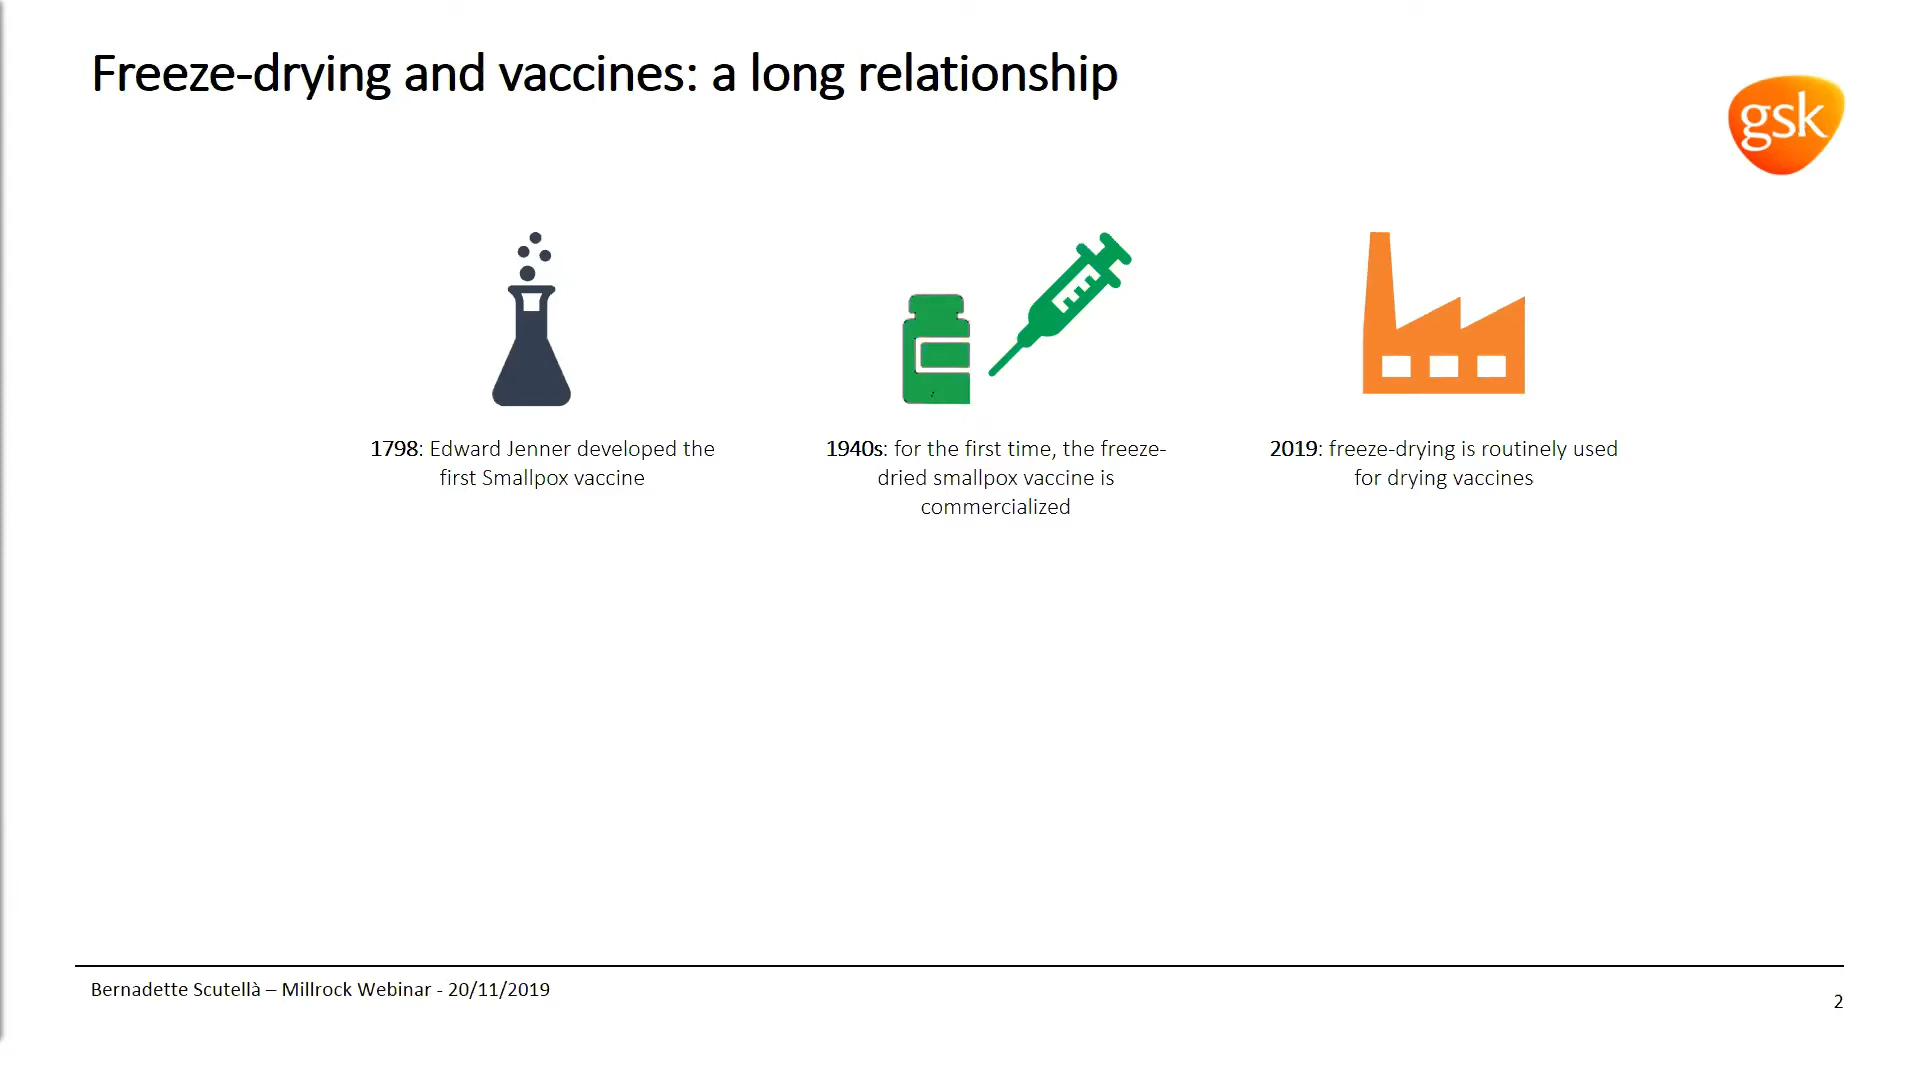 Freeze-drying and vaccines: a long relationship
gsk
1798: Edward Jenner developed the
first Smallpox vaccine
1940s: for the first time, the freeze-
dried smallpox vaccine is
commercialized
2019: freeze-drying is routinely used
for drying vaccines
Bernadette Scutellà – Millrock Webinar - 20/11/2019
2